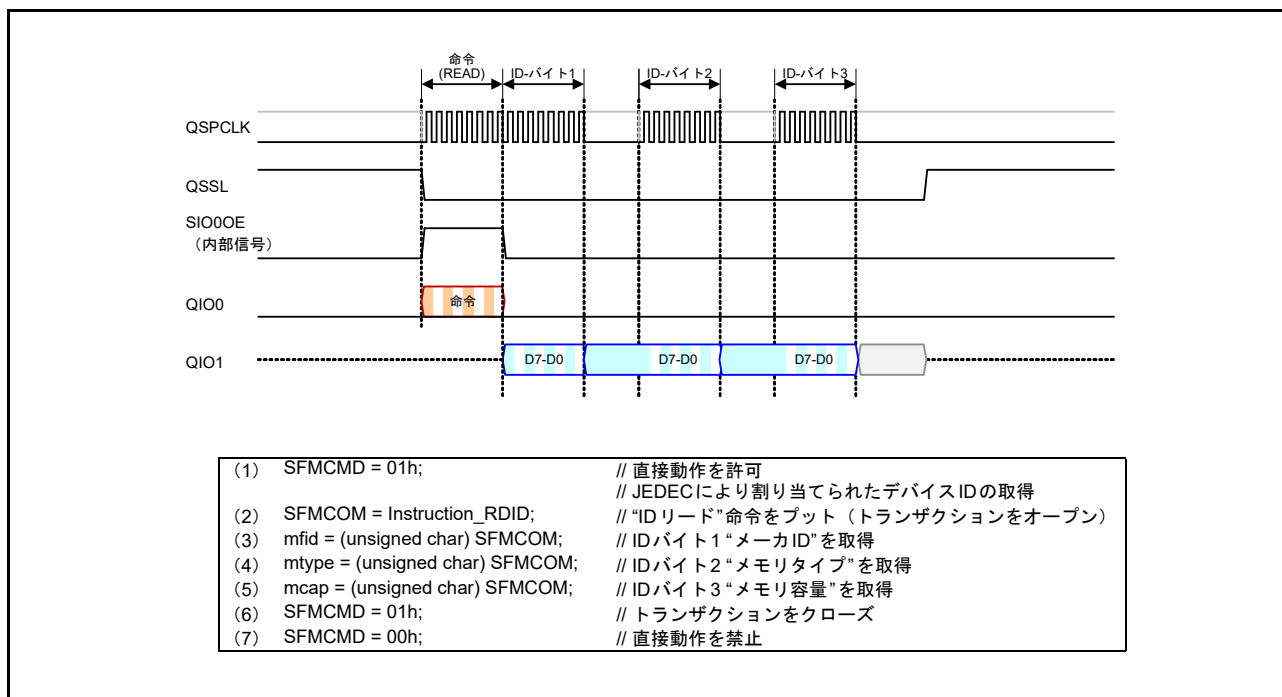 命令
(READ)
ID-バイト1
ID-バイト2
ID-バイト3
QSPCLK
QSSL
SIO0OE
（内部信号）
QIO0
命令
QIO1
D7-D0
D7-D0
D7-D0
(1) SFMCMD = 01h; // 直接動作を許可
// JEDECにより割り当てられたデバイスIDの取得
(2) SFMCOM = Instruction_RDID; // “IDリード”命令をプット（トランザクションをオープン）
(3) mfid = (unsigned char) SFMCOM; // IDバイト1 “メーカID”を取得
(4) mtype = (unsigned char) SFMCOM; // IDバイト2 “メモリタイプ”を取得
(5) mcap = (unsigned char) SFMCOM; // IDバイト3 “メモリ容量”を取得
(6) SFMCMD = 01h; // トランザクションをクローズ
(7) SFMCMD = 00h; // 直接動作を禁止